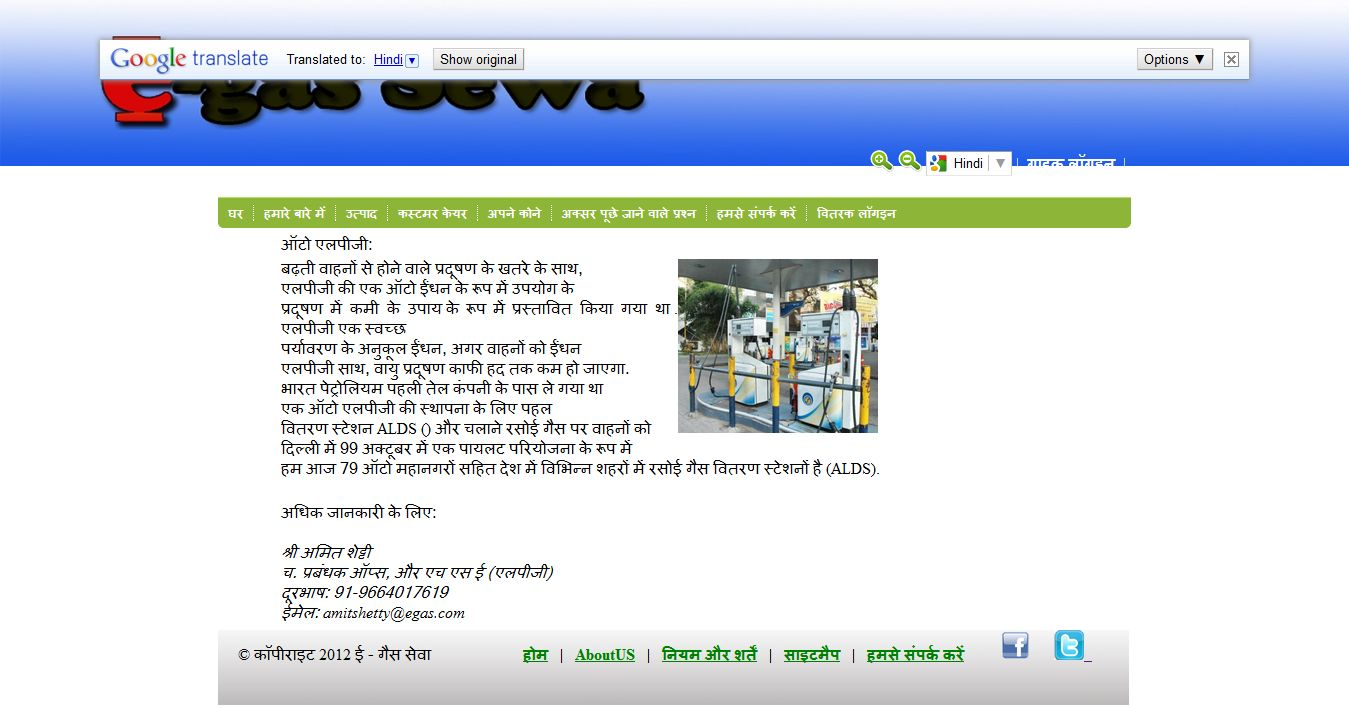 Google translate Translated to: Hindi Show original Options ▼
e-gas Sewa
Hindi ▼ | ग्राहक लॉगइन |
घर हमारे बारे में उत्पाद कस्टमर केयर अपने कोने अक्सर पूछे जाने वाले प्रश्न हमसे संपर्क करें वितरक लॉगइन
ऑटो एलपीजी:
बढ़ती वाहनों से होने वाले प्रदूषण के खतरे के साथ,
एलपीजी की एक ऑटो ईंधन के रूप में उपयोग के
प्रदूषण में कमी के उपाय के रूप में प्रस्तावित किया गया था .
एलपीजी एक स्वच्छ
पर्यावरण के अनुकूल ईंधन, अगर वाहनों को ईंधन
एलपीजी साथ, वायु प्रदूषण काफी हद तक कम हो जाएगा.
भारत पेट्रोलियम पहली तेल कंपनी के पास ले गया था
एक ऑटो एलपीजी की स्थापना के लिए पहल
वितरण स्टेशन ALDS () और चलाने रसोई गैस पर वाहनों को
दिल्ली में 99 अक्टूबर में एक पायलट परियोजना के रूप में
हम आज 79 ऑटो महानगरों सहित देश में विभिन्न शहरों में रसोई गैस वितरण स्टेशनों है (ALDS).
अधिक जानकारी के लिए:
श्री अमित शेट्टी
च. प्रबंधक ऑप्स, और एच एस ई (एलपीजी)
दूरभाष: 91-9664017619
ईमेल: amitshetty@egas.com
© कॉपीराइट 2012 ई - गैस सेवा होम | AboutUS | नियम और शर्तें | साइटमैप | हमसे संपर्क करें